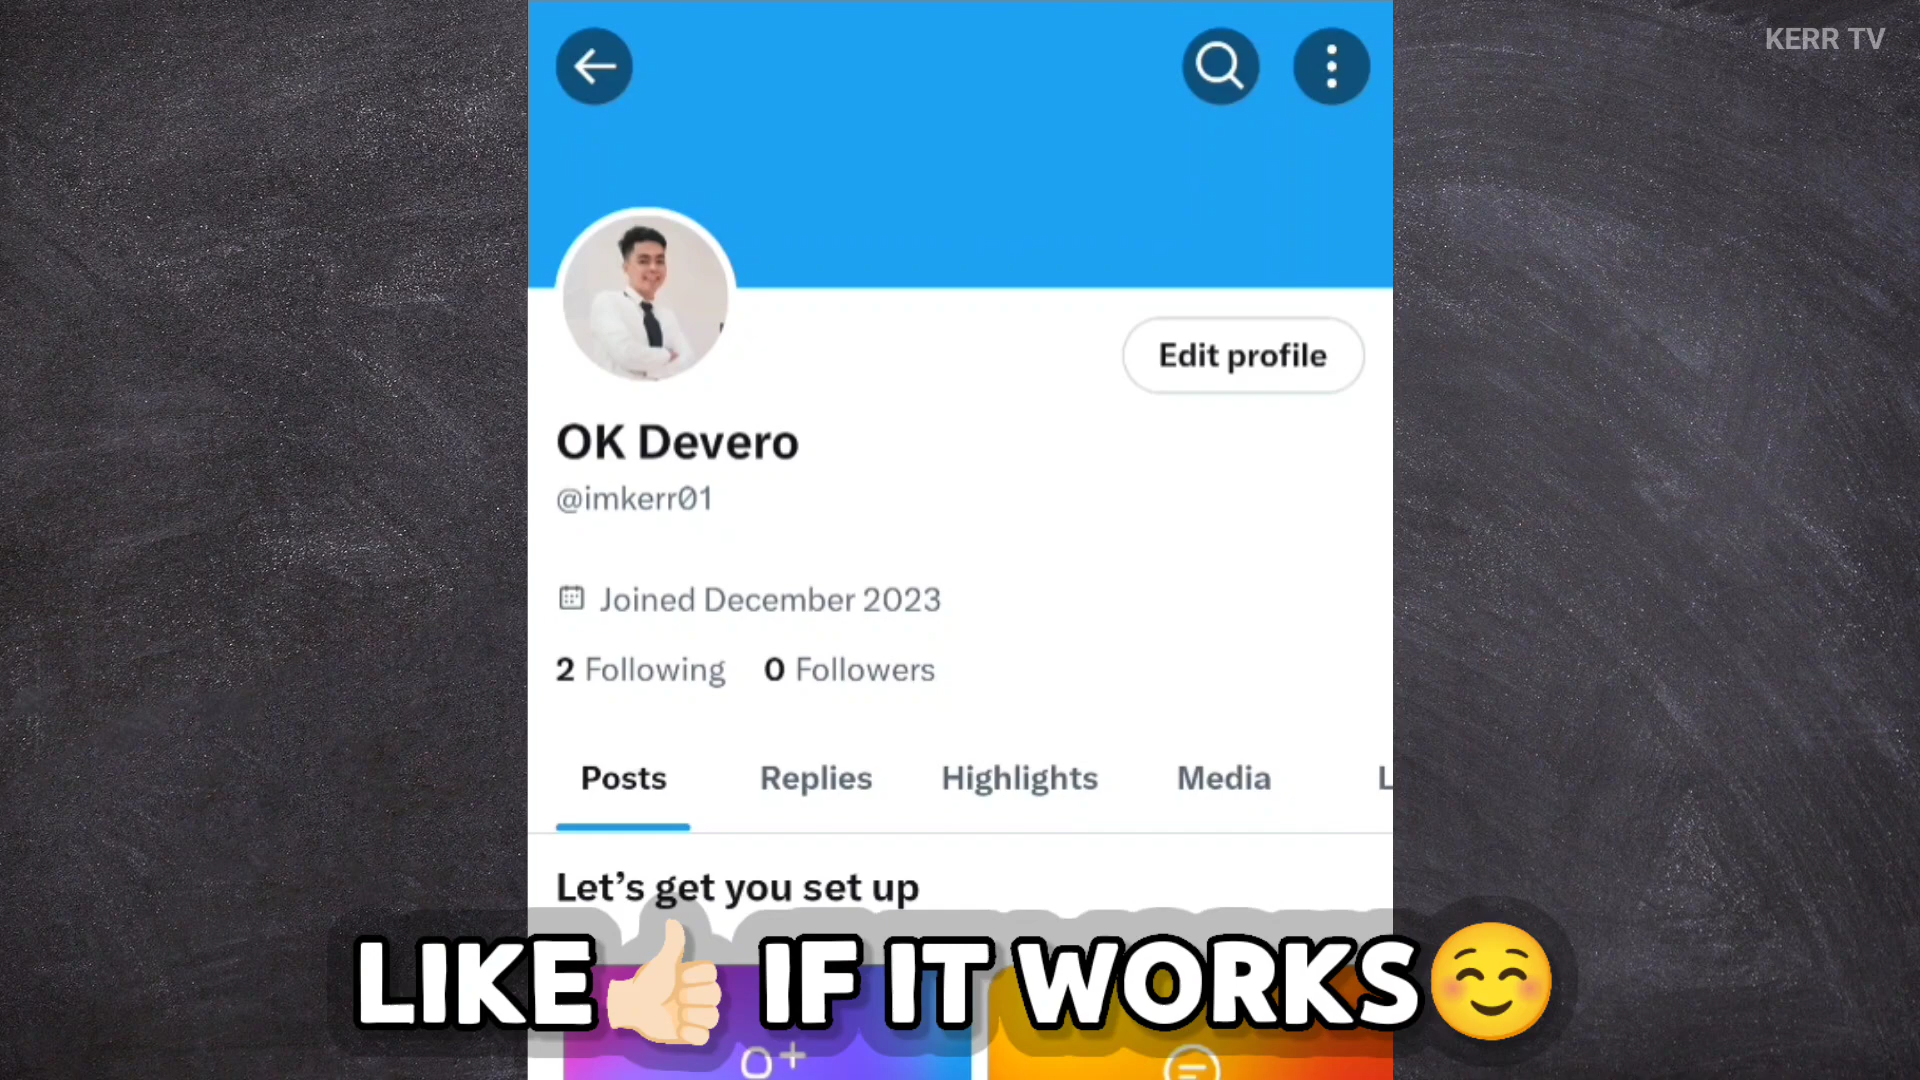 KERR TV
Edit profile
OK Devero
@imkerr01
Joined December 2023
2 Following 0 Followers
Posts Replies Highlights Media L
Let’s get you set up
LIKE👍🏻 IF IT WORKS☺️